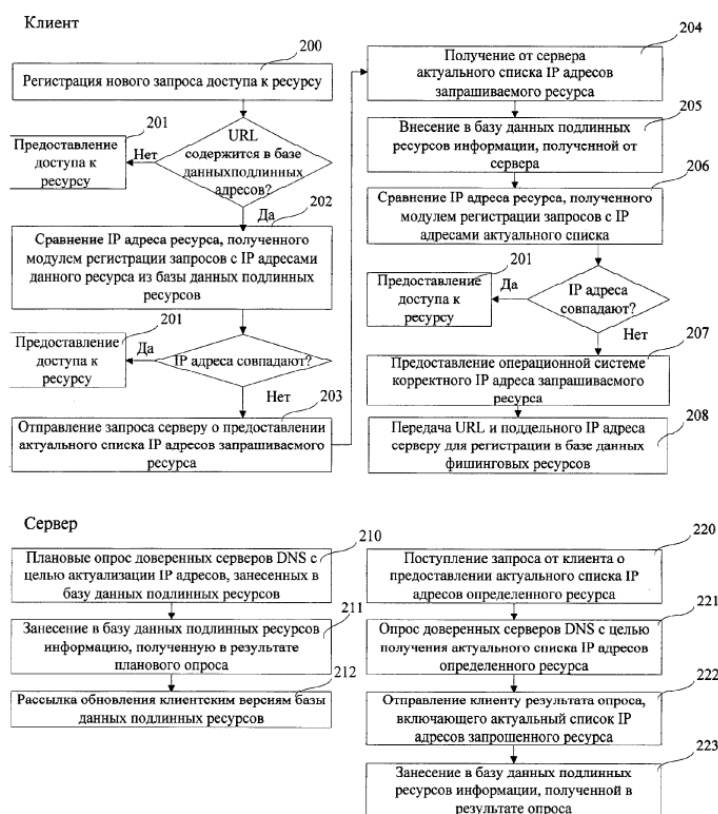 Клиент
200
Регистрация нового запроса доступа к ресурсу
201
Предоставление
доступа к
ресурсу
Нет
URL
содержится в базе
данныхподлинных
адресов?
Да
202
Сравнение IP адреса ресурса, полученного
модулем регистрации запросов с IP адресами
данного ресурса из базы данных подлинных
ресурсов
201
Предоставление
доступа к
ресурсу
Да
IP адреса совпадают?
Нет
203
Отправление запроса серверу о предоставлении
актуального списка IP адресов запрашиваемого
ресурса
204
Получение от сервера
актуального списка IP адресов
запрашиваемого ресурса
205
Внесение в базу данных подлинных
ресурсов информации, полученной от
сервера
206
Сравнение IP адреса ресурса, полученного
модулем регистрации запросов с IP
адресами актуального списка
201
Предоставление
доступа к
ресурсу
Да
IP адреса
совпадают?
Нет
207
Предоставление операционной системе
корректного IP адреса запрашиваемого
ресурса
208
Передача URL и поддельного IP адреса
серверу для регистрации в базе данных
фишинговых ресурсов
Сервер
210
Плановые опрос доверенных серверов DNS с
целью актуализации IP адресов, занесенных в
базу данных подлинных ресурсов
211
Занесение в базу данных подлинных ресурсов
информацию, полученную в результате
планового опроса
212
Рассылка обновления клиентским версиям базы
данных подлинных ресурсов
220
Поступление запроса от клиента о
предоставлении актуального списка IP
адресов определенного ресурса
221
Опрос доверенных серверов DNS с целью
получения актуального списка IP адресов
определенного ресурса
222
Отправление клиенту результата опроса,
включающего актуальный список IP
адресов запрошенного ресурса
223
Занесение в базу данных подлинных
ресурсов информации, полученной в
результате опроса